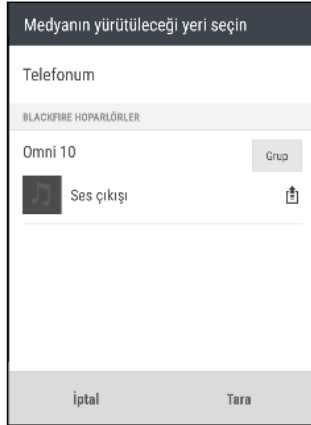 Medyanın yürütüleceği yeri seçin
Telefonum
BLACKFIRE HOPARLÖRLER
Omni 10
Grup
Ses çıkışı
İptal
Tara